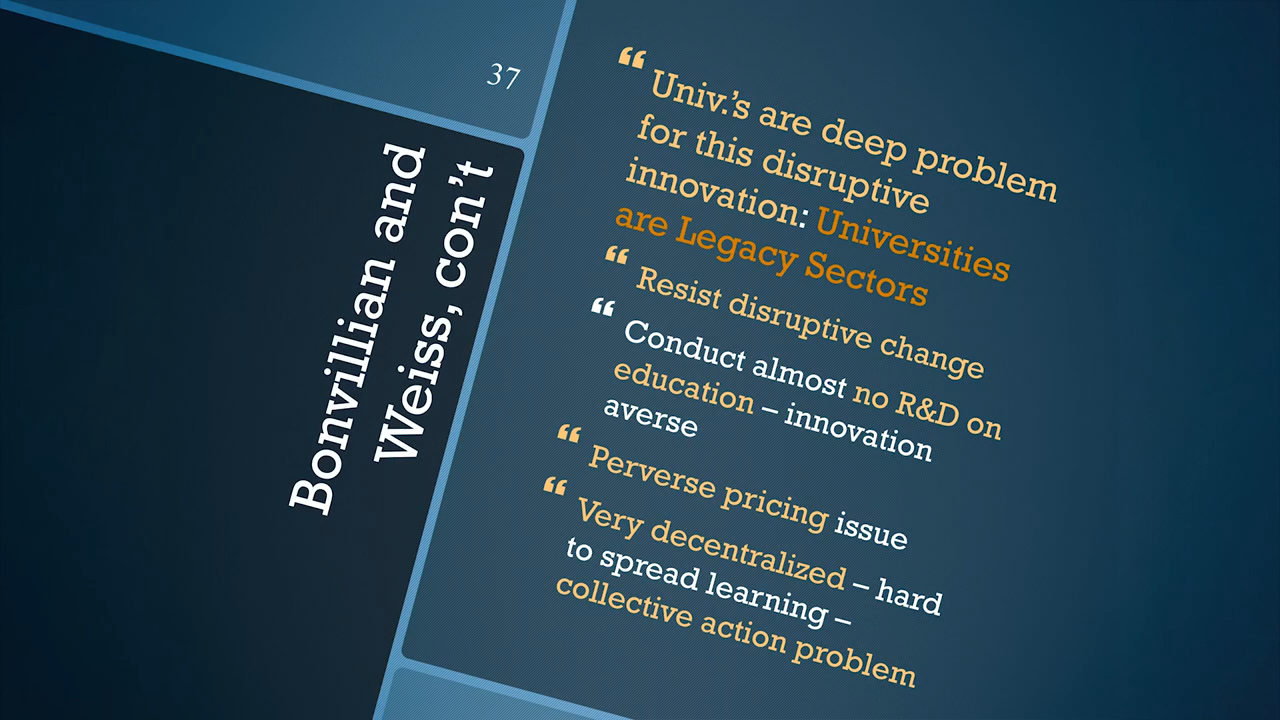 37
Bonvillian and
Weiss, con’t
“ Univ.’s are deep problem
for this disruptive
innovation: Universities
are Legacy Sectors
“ Resist disruptive change
“ Conduct almost no R&D on
education – innovation
averse
“ Perverse pricing issue
“ Very decentralized – hard
to spread learning –
collective action problem